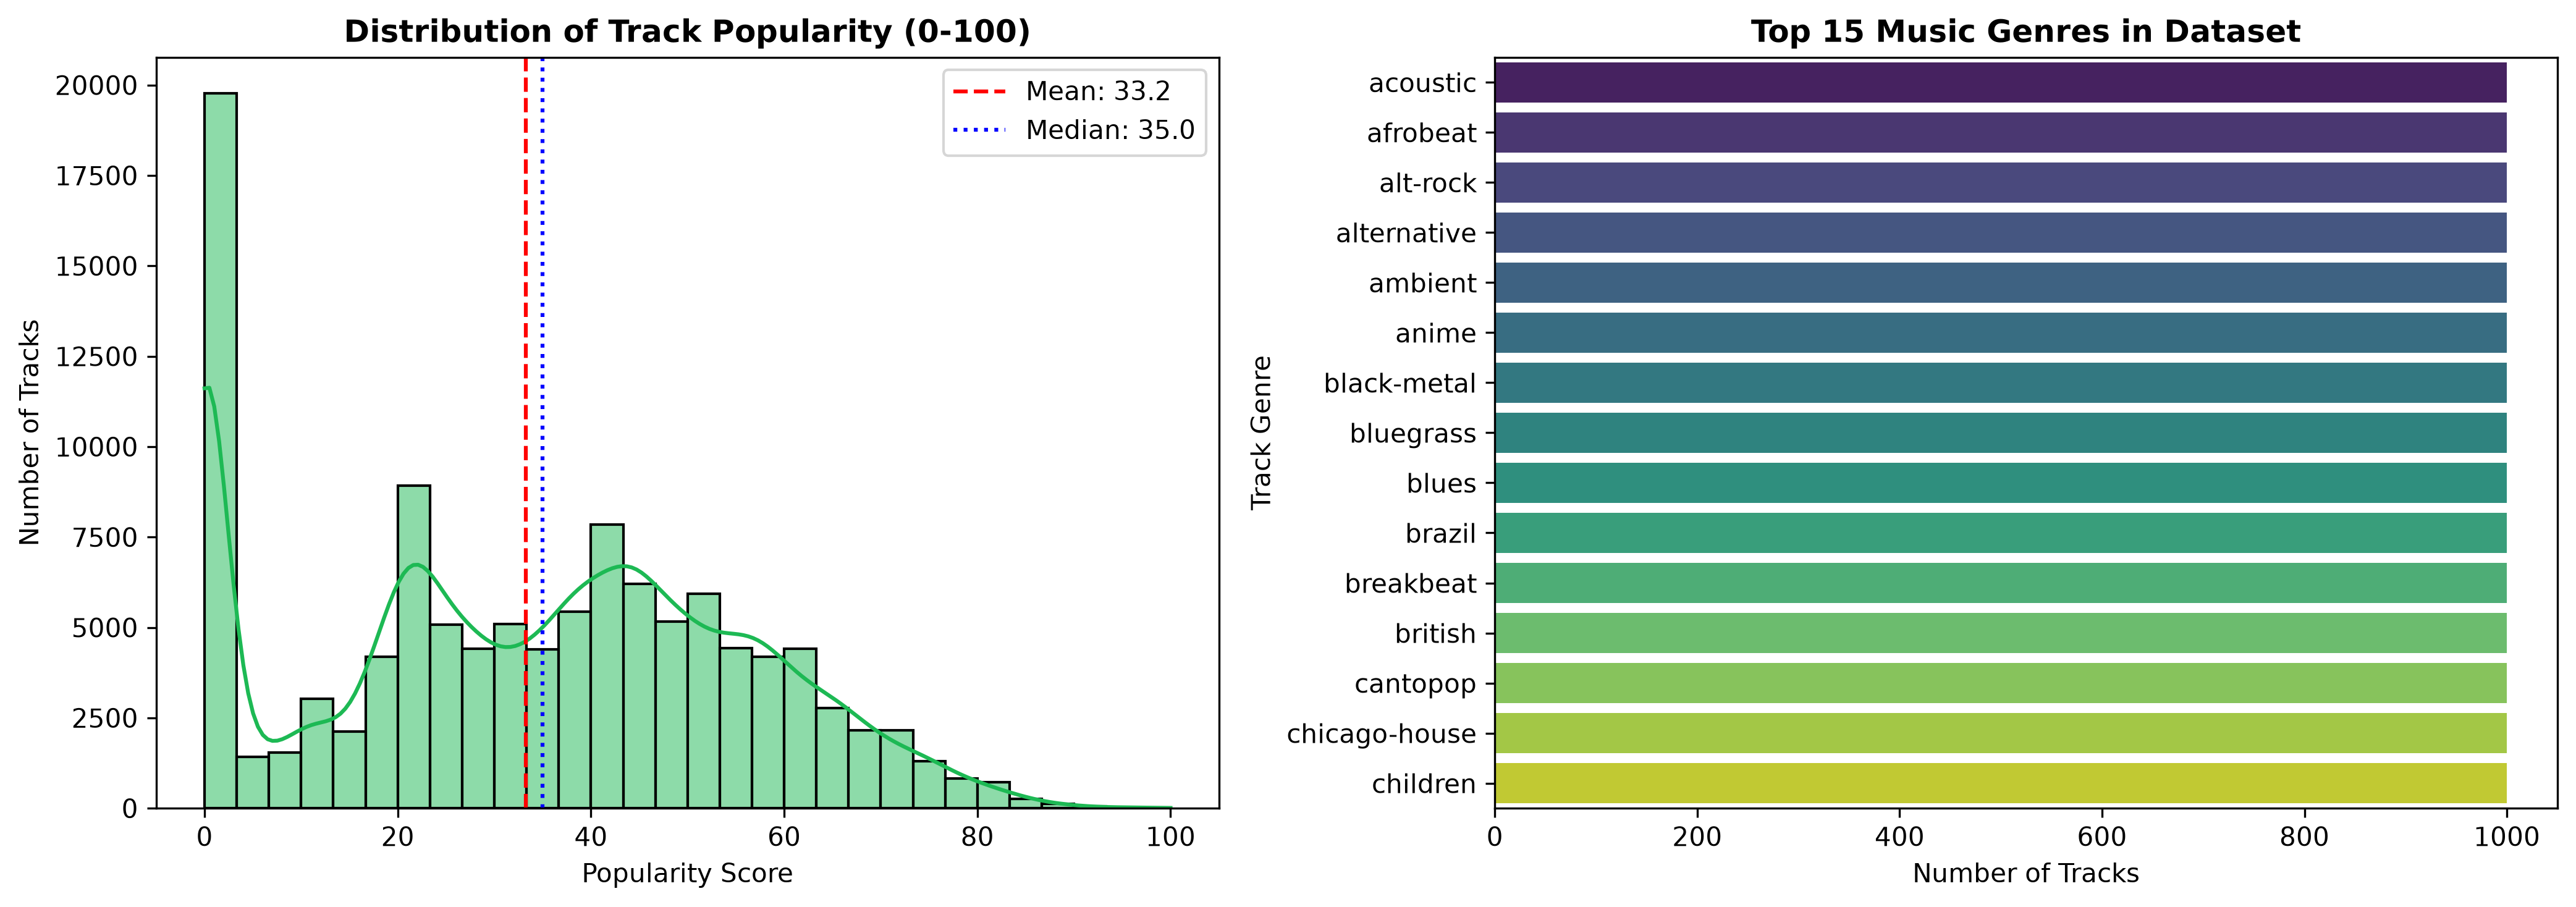 Distribution of Track Popularity (0-100)
Number of Tracks
20000
17500
15000
12500
10000
7500
5000
2500
0
Mean: 33.2
Median: 35.0
0 20 40 60 80 100
Popularity Score
Top 15 Music Genres in Dataset
Track Genre
acoustic
afrobeat
alt-rock
alternative
ambient
anime
black-metal
bluegrass
blues
brazil
breakbeat
british
cantopop
chicago-house
children
0 200 400 600 800 1000
Number of Tracks